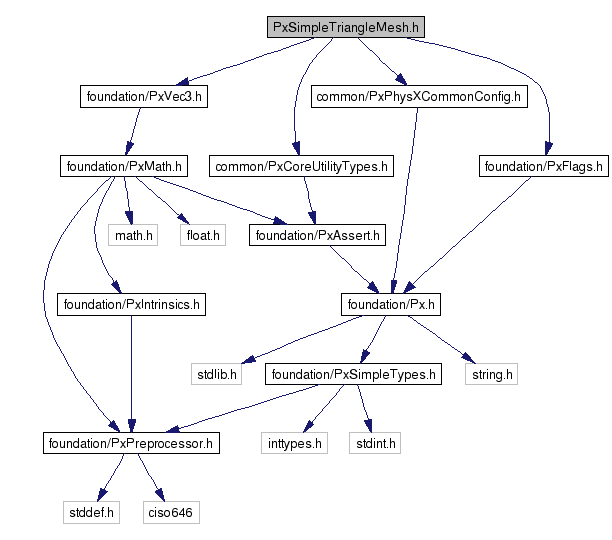 PxSimpleTriangleMesh.h
foundation/PxVec3.h
common/PxPhysXCommonConfig.h
foundation/PxMath.h
common/PxCoreUtilityTypes.h
foundation/PxFlags.h
math.h
float.h
foundation/PxAssert.h
foundation/PxIntrinsics.h
foundation/Px.h
stdlib.h
foundation/PxSimpleTypes.h
string.h
foundation/PxPreprocessor.h
inttypes.h
stdint.h
stddef.h
ciso646